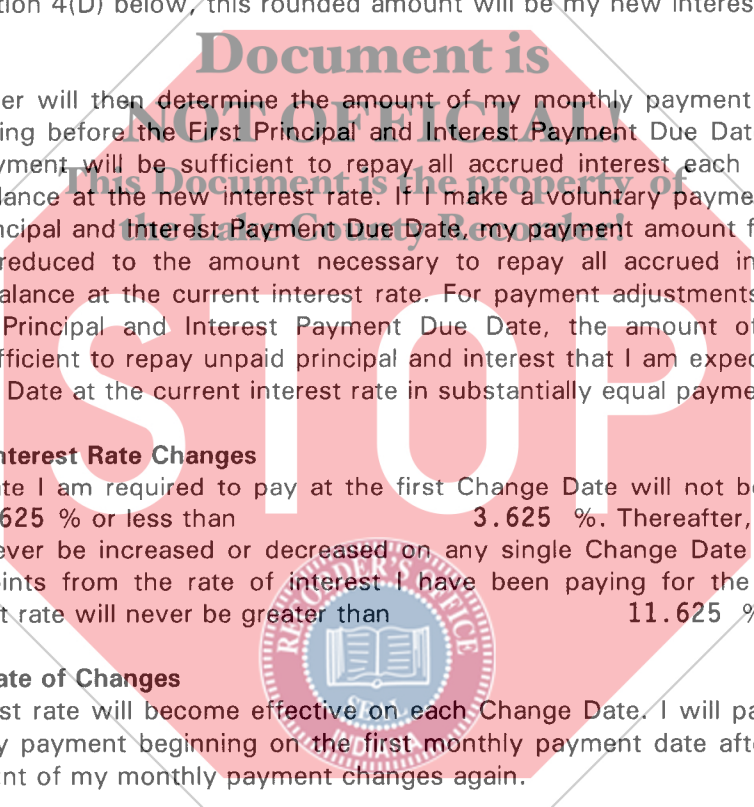 tion 4(D) below, this rounded amount will be my new interes
Document is
er will then determine the amount of my monthly payment
NOT OFFICIAL!
ing before the First Principal and Interest Payment Due Dat
yment will be sufficient to repay all accrued interest each
This Document is the property of
lance at the new interest rate. If I make a voluntary payme
the Lake County Recorder!
ncipal and Interest Payment Due Date, my payment amount f
reduced to the amount necessary to repay all accrued in
alance at the current interest rate. For payment adjustments
Principal and Interest Payment Due Date, the amount of
fficient to repay unpaid principal and interest that I am expec
Date at the current interest rate in substantially equal payme
STOP
nterest Rate Changes
te I am required to pay at the first Change Date will not be
625 % or less than 3.625 %. Thereafter,
ever be increased or decreased on any single Change Date
ints from the rate of interest I have been paying for the
t rate will never be greater than 11.625 %
RECORDER'S OFFICE
SEAL
INDIANA
ate of Changes
st rate will become effective on each Change Date. I will pa
y payment beginning on the first monthly payment date afte
nt of my monthly payment changes again.